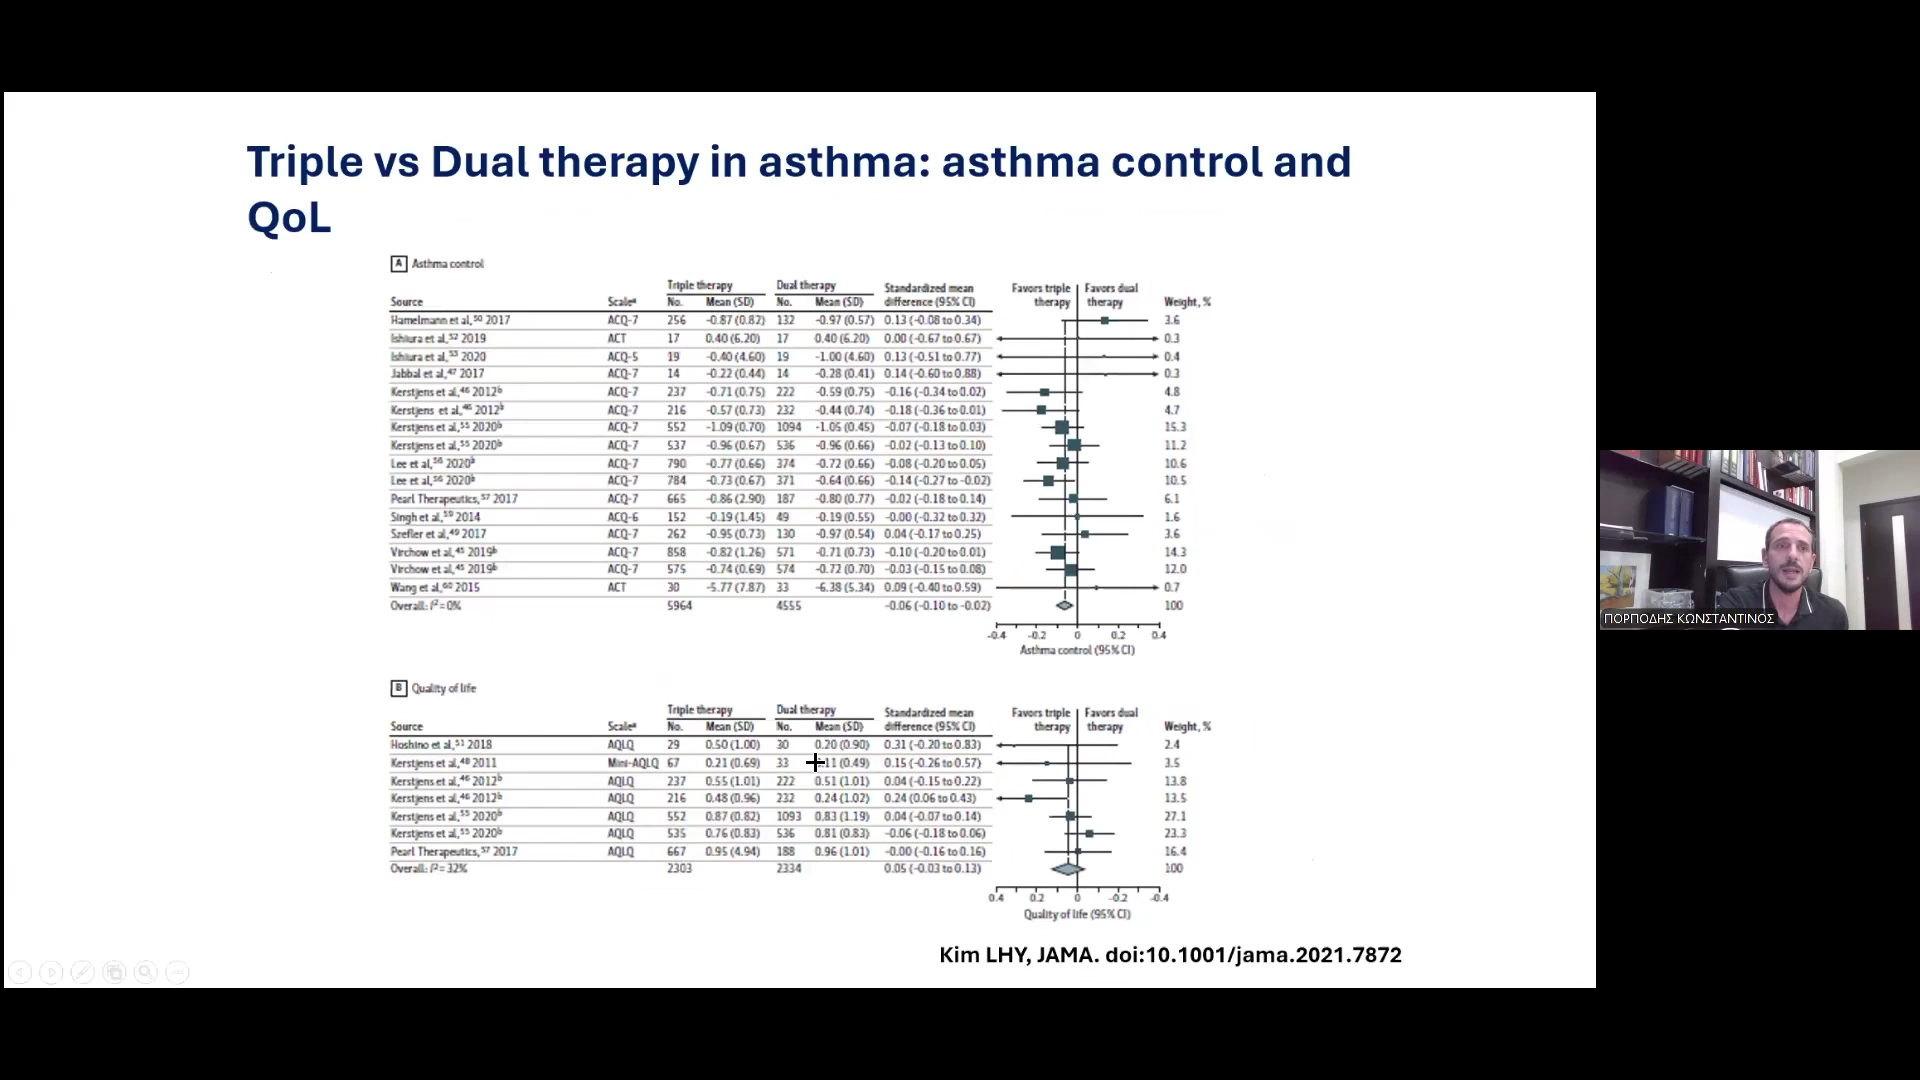 Triple vs Dual therapy in asthma: asthma control and
QoL
A Asthma control
Triple therapy Dual therapy Standardized mean difference (95% CI) Favors triple therapy Favors dual therapy
Source Scaleᵃ No. Mean (SD) No. Mean (SD) Weight, %
Hamelmann et al,⁵⁰ 2017 ACQ-7 256 -0.87 (0.82) 132 -0.97 (0.57) 0.13 (-0.08 to 0.34) 3.6
Ishiura et al,⁵² 2019 ACT 17 0.40 (6.20) 17 0.40 (6.20) 0.00 (-0.67 to 0.67) 0.3
Ishiura et al,⁵³ 2020 ACQ-5 19 -0.40 (4.60) 19 -1.00 (4.60) 0.13 (-0.51 to 0.77) 0.4
Jabbal et al,⁴⁷ 2017 ACQ-7 14 -0.22 (0.44) 14 -0.28 (0.41) 0.14 (-0.60 to 0.88) 0.3
Kerstjens et al,⁴⁶ 2012ᵇ ACQ-7 237 -0.71 (0.75) 222 -0.59 (0.75) -0.16 (-0.34 to 0.02) 4.8
Kerstjens et al,⁴⁶ 2012ᵇ ACQ-7 216 -0.57 (0.73) 232 -0.44 (0.74) -0.18 (-0.36 to 0.01) 4.7
Kerstjens et al,⁵⁵ 2020ᵇ ACQ-7 552 -1.09 (0.70) 1094 -1.05 (0.45) -0.07 (-0.18 to 0.03) 15.3
Kerstjens et al,⁵⁵ 2020ᵇ ACQ-7 537 -0.96 (0.67) 536 -0.96 (0.66) -0.02 (-0.13 to 0.10) 11.2
Lee et al,⁵⁶ 2020ᵇ ACQ-7 790 -0.77 (0.66) 374 -0.72 (0.66) -0.08 (-0.20 to 0.05) 10.6
Lee et al,⁵⁶ 2020ᵇ ACQ-7 784 -0.73 (0.67) 371 -0.64 (0.66) -0.14 (-0.27 to -0.02) 10.5
Pearl Therapeutics,⁵⁷ 2017 ACQ-7 665 -0.86 (2.90) 187 -0.80 (0.77) -0.02 (-0.18 to 0.14) 6.1
Singh et al,⁵⁹ 2014 ACQ-6 152 -0.19 (1.45) 49 -0.19 (0.55) -0.00 (-0.32 to 0.32) 1.6
Szefler et al,⁴⁹ 2017 ACQ-7 262 -0.95 (0.73) 130 -0.97 (0.54) 0.04 (-0.17 to 0.25) 3.6
Virchow et al,⁴⁵ 2019ᵇ ACQ-7 858 -0.82 (1.26) 571 -0.71 (0.73) -0.10 (-0.20 to 0.01) 14.3
Virchow et al,⁴⁵ 2019ᵇ ACQ-7 575 -0.74 (0.69) 574 -0.72 (0.70) -0.03 (-0.15 to 0.08) 12.0
Wang et al,⁶⁰ 2015 ACT 30 -5.77 (7.87) 33 -6.38 (5.34) 0.09 (-0.40 to 0.59) 0.7
Overall: I²=0% 5964 4555 -0.06 (-0.10 to -0.02) 100
-0.4 -0.2 0 0.2 0.4
Asthma control (95% CI)
B Quality of life
Triple therapy Dual therapy Standardized mean difference (95% CI) Favors triple therapy Favors dual therapy
Source Scaleᵃ No. Mean (SD) No. Mean (SD) Weight, %
Hoshino et al,⁵¹ 2018 AQLQ 29 0.50 (1.00) 30 0.20 (0.90) 0.31 (-0.20 to 0.83) 2.4
Kerstjens et al,⁴⁸ 2011 Mini-AQLQ 67 0.21 (0.69) 33 (0.49) 0.15 (-0.26 to 0.57) 3.5
Kerstjens et al,⁴⁶ 2012ᵇ AQLQ 237 0.55 (1.01) 222 0.51 (1.01) 0.04 (-0.15 to 0.22) 13.8
Kerstjens et al,⁴⁶ 2012ᵇ AQLQ 216 0.48 (0.96) 232 0.24 (1.02) 0.24 (0.06 to 0.43) 13.5
Kerstjens et al,⁵⁵ 2020ᵇ AQLQ 552 0.87 (0.82) 1093 0.83 (1.19) 0.04 (-0.07 to 0.14) 27.1
Kerstjens et al,⁵⁵ 2020ᵇ AQLQ 535 0.76 (0.83) 536 0.81 (0.83) -0.06 (-0.18 to 0.06) 23.3
Pearl Therapeutics,⁵⁷ 2017 AQLQ 667 0.95 (4.94) 188 0.96 (1.01) -0.00 (-0.16 to 0.16) 16.4
Overall: I²=32% 2303 2334 0.05 (-0.03 to 0.13) 100
0.4 0.2 0 -0.2 -0.4
Quality of life (95% CI)
Kim LHY, JAMA. doi:10.1001/jama.2021.7872
ΠΟΡΠΟΔΗΣ ΚΩΝΣΤΑΝΤΙΝΟΣ